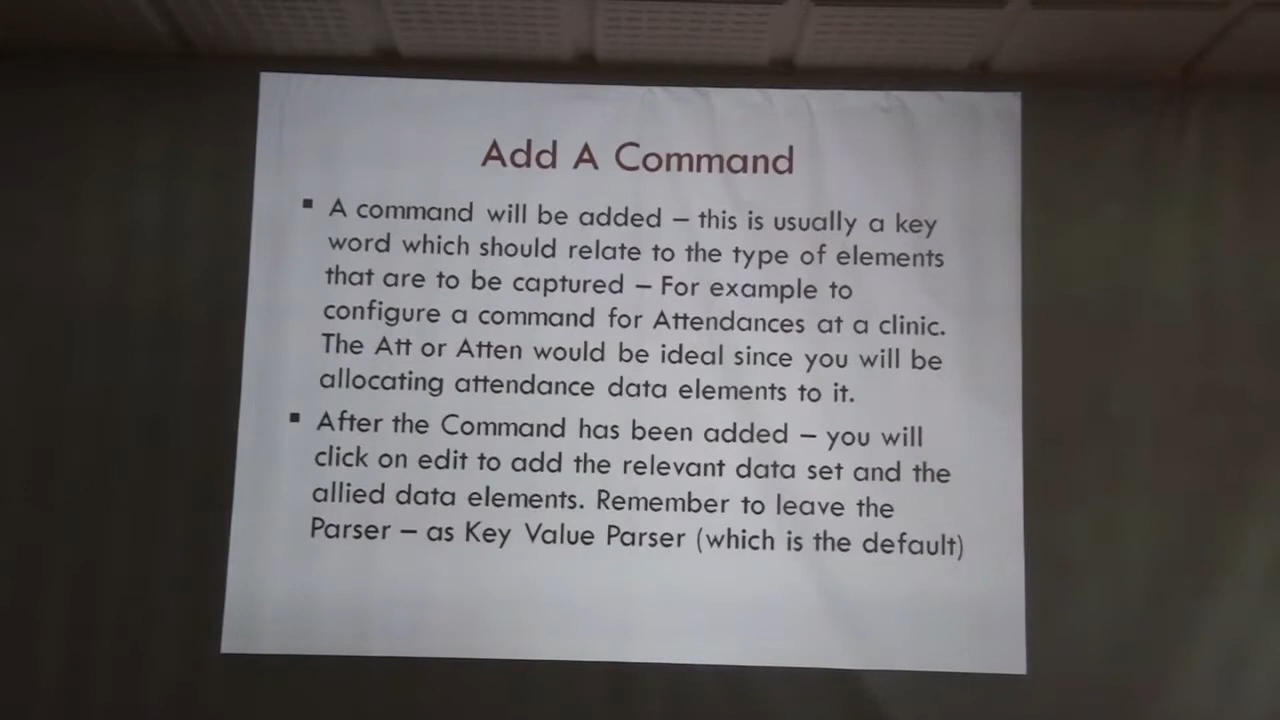 Add A Command
▪ A command will be added – this is usually a key
word which should relate to the type of elements
that are to be captured – For example to
configure a command for Attendances at a clinic.
The Att or Atten would be ideal since you will be
allocating attendance data elements to it.
▪ After the Command has been added – you will
click on edit to add the relevant data set and the
allied data elements. Remember to leave the
Parser – as Key Value Parser (which is the default)